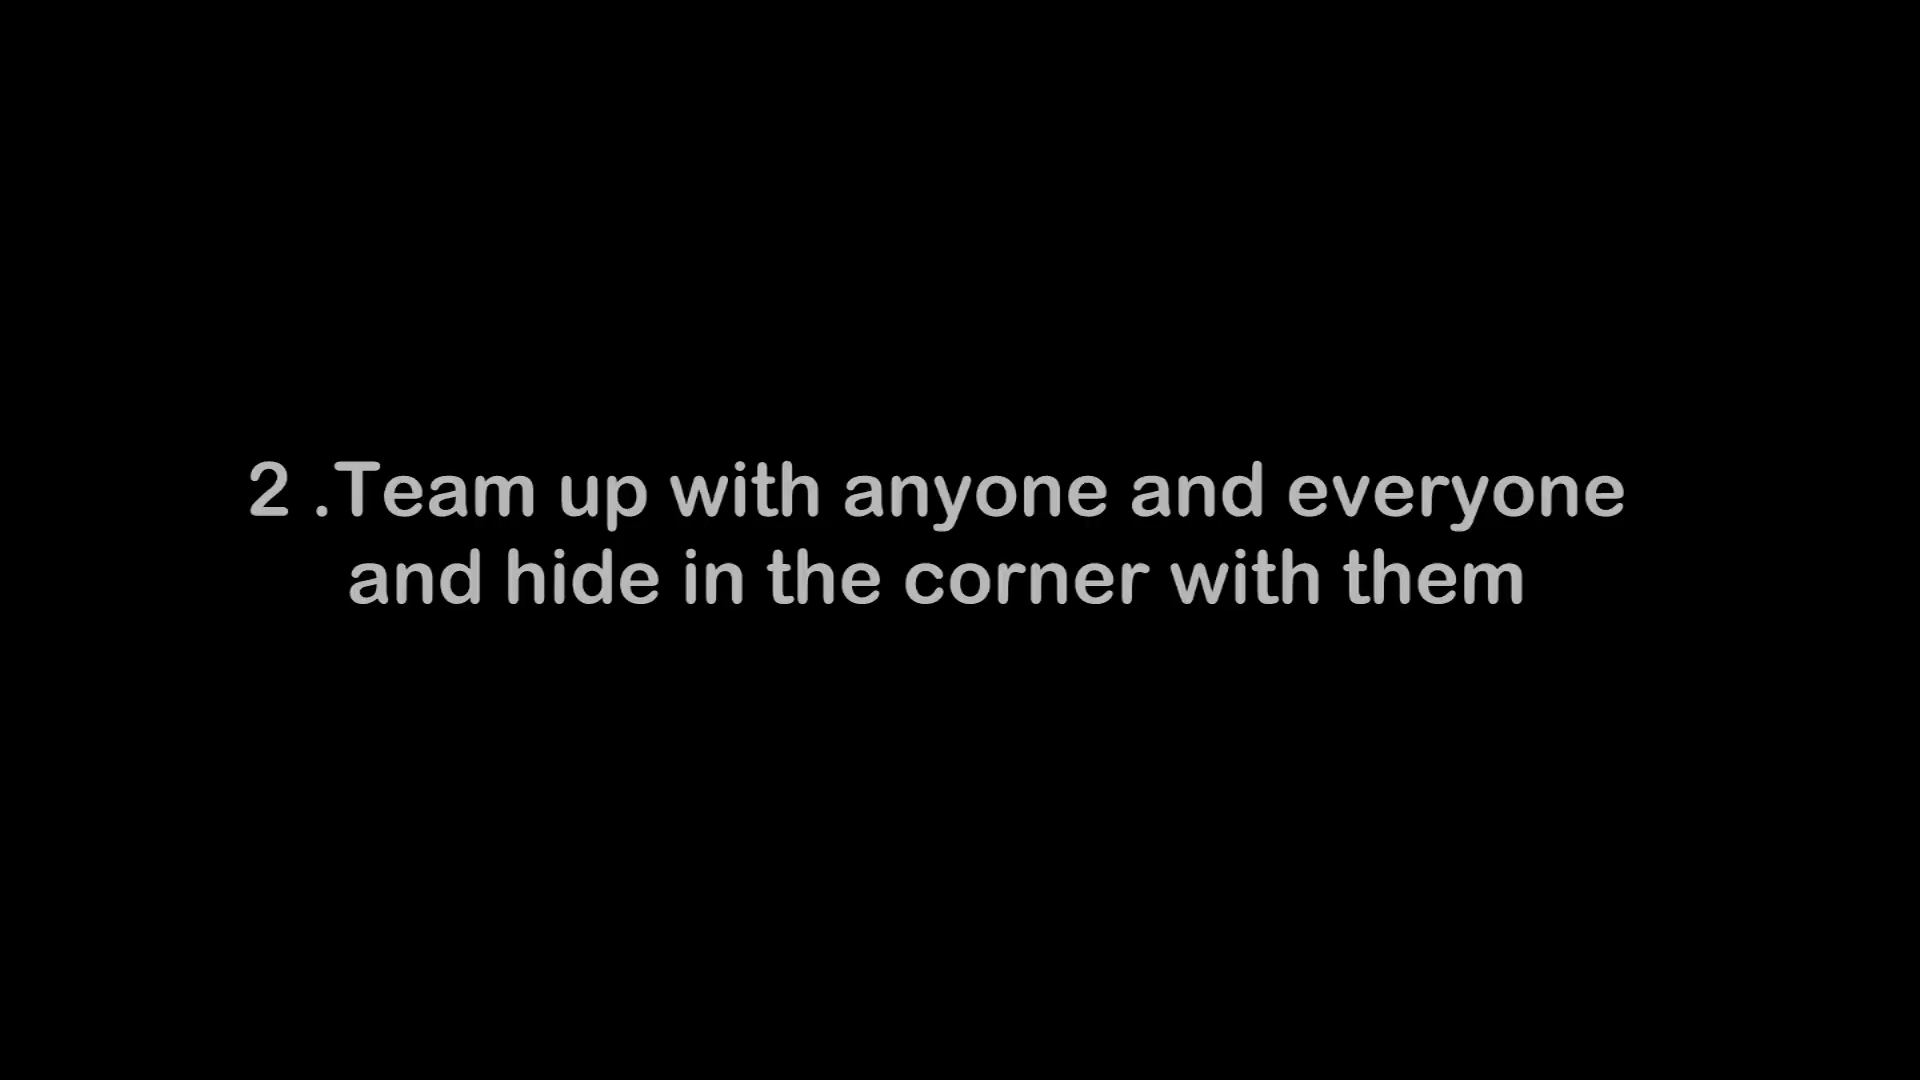 2 .Team up with anyone and everyone
and hide in the corner with them